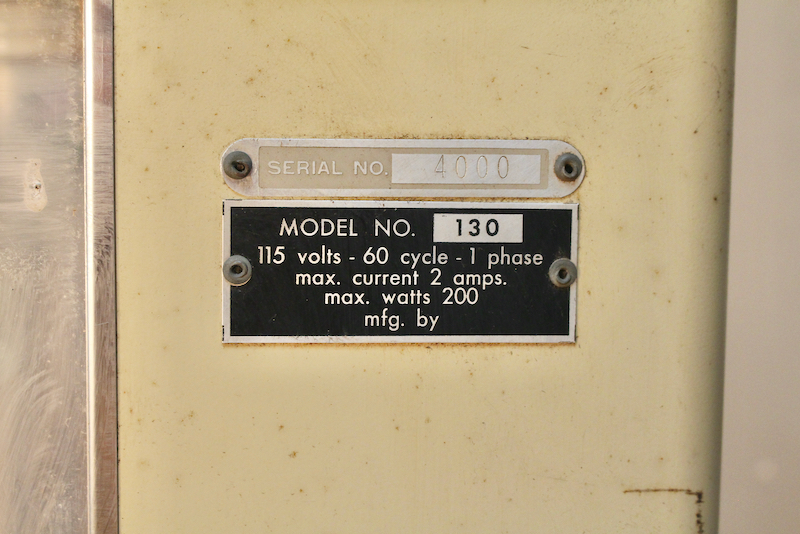 SERIAL NO. 4000
MODEL NO. 130
115 volts - 60 cycle - 1 phase
max. current 2 amps.
max. watts 200
mfg. by